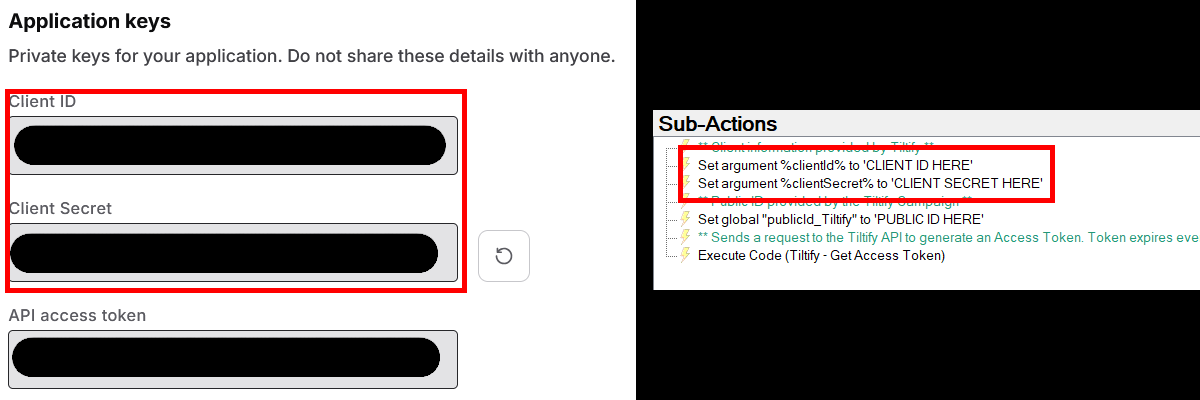 Application keys
Private keys for your application. Do not share these details with anyone.
Client ID
Client Secret
API access token
Sub-Actions
** Client information provided by Tiltify **
Set argument %clientId% to 'CLIENT ID HERE'
Set argument %clientSecret% to 'CLIENT SECRET HERE'
** Public ID provided by the Tiltify Campaign **
Set global "publicId_Tiltify" to 'PUBLIC ID HERE'
** Sends a request to the Tiltify API to generate an Access Token. Token expires eve
Execute Code (Tiltify - Get Access Token)